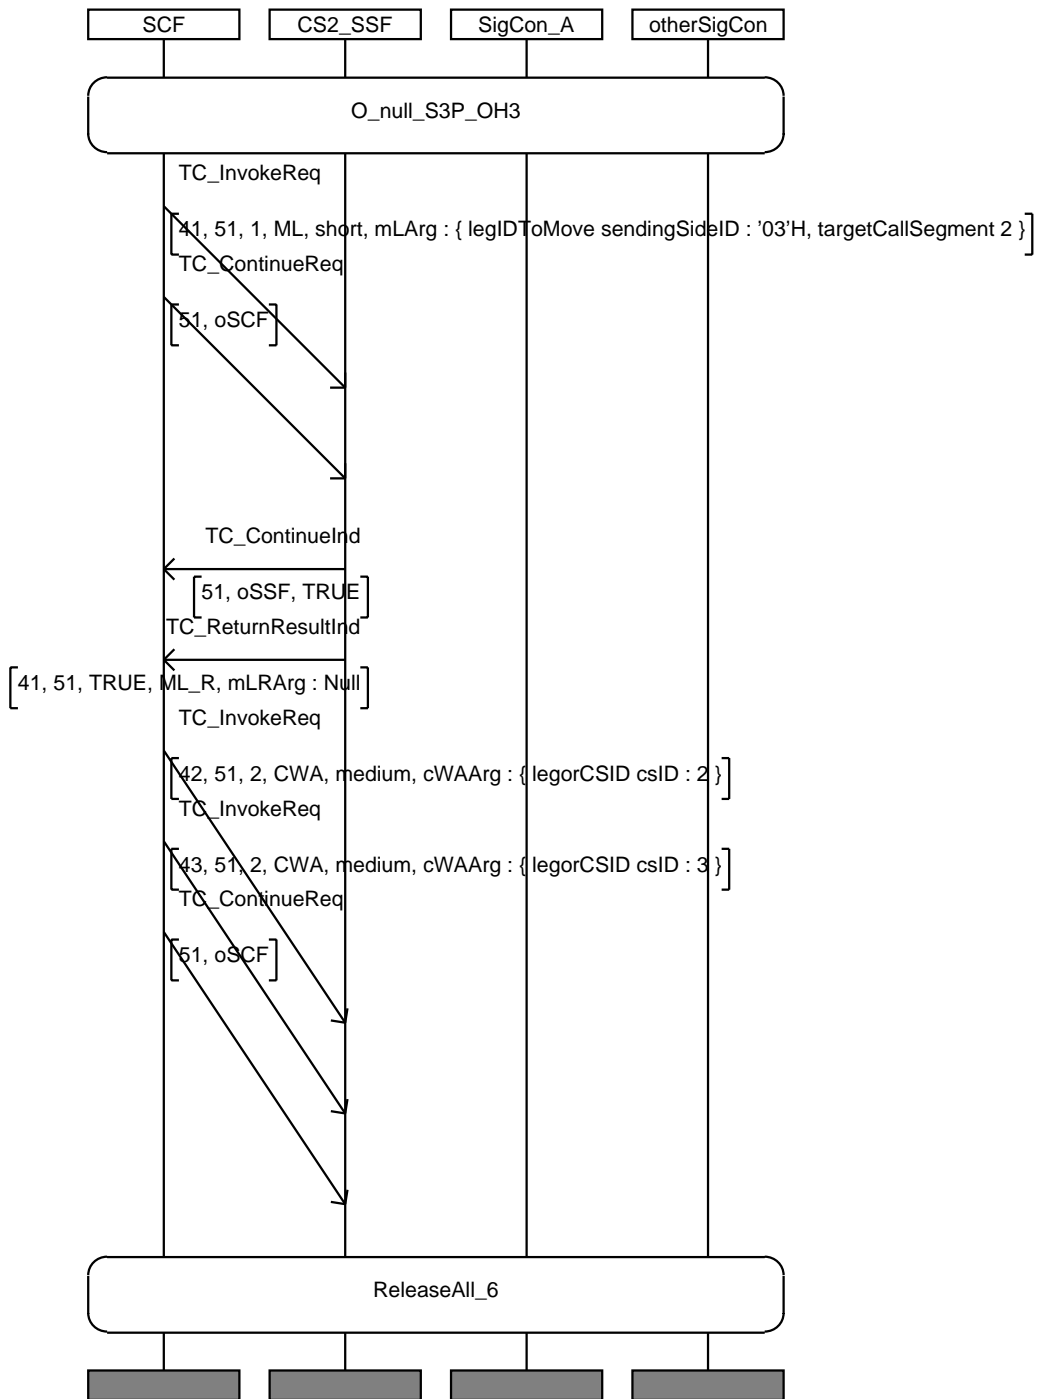 SCF CS2_SSF SigCon_A otherSigCon
O_null_S3P_OH3
TC_InvokeReq
41, 51, 1, ML, short, mLArg : { legIDToMove sendingSideID : '03'H, targetCallSegment 2 }
TC_ContinueReq
51, oSCF
TC_ContinueInd
51, oSSF, TRUE
TC_ReturnResultInd
41, 51, TRUE, ML_R, mLRArg : Null
TC_InvokeReq
42, 51, 2, CWA, medium, cWAArg : { legorCSID csID : 2 }
TC_InvokeReq
43, 51, 2, CWA, medium, cWAArg : { legorCSID csID : 3 }
TC_ContinueReq
51, oSCF
ReleaseAll_6